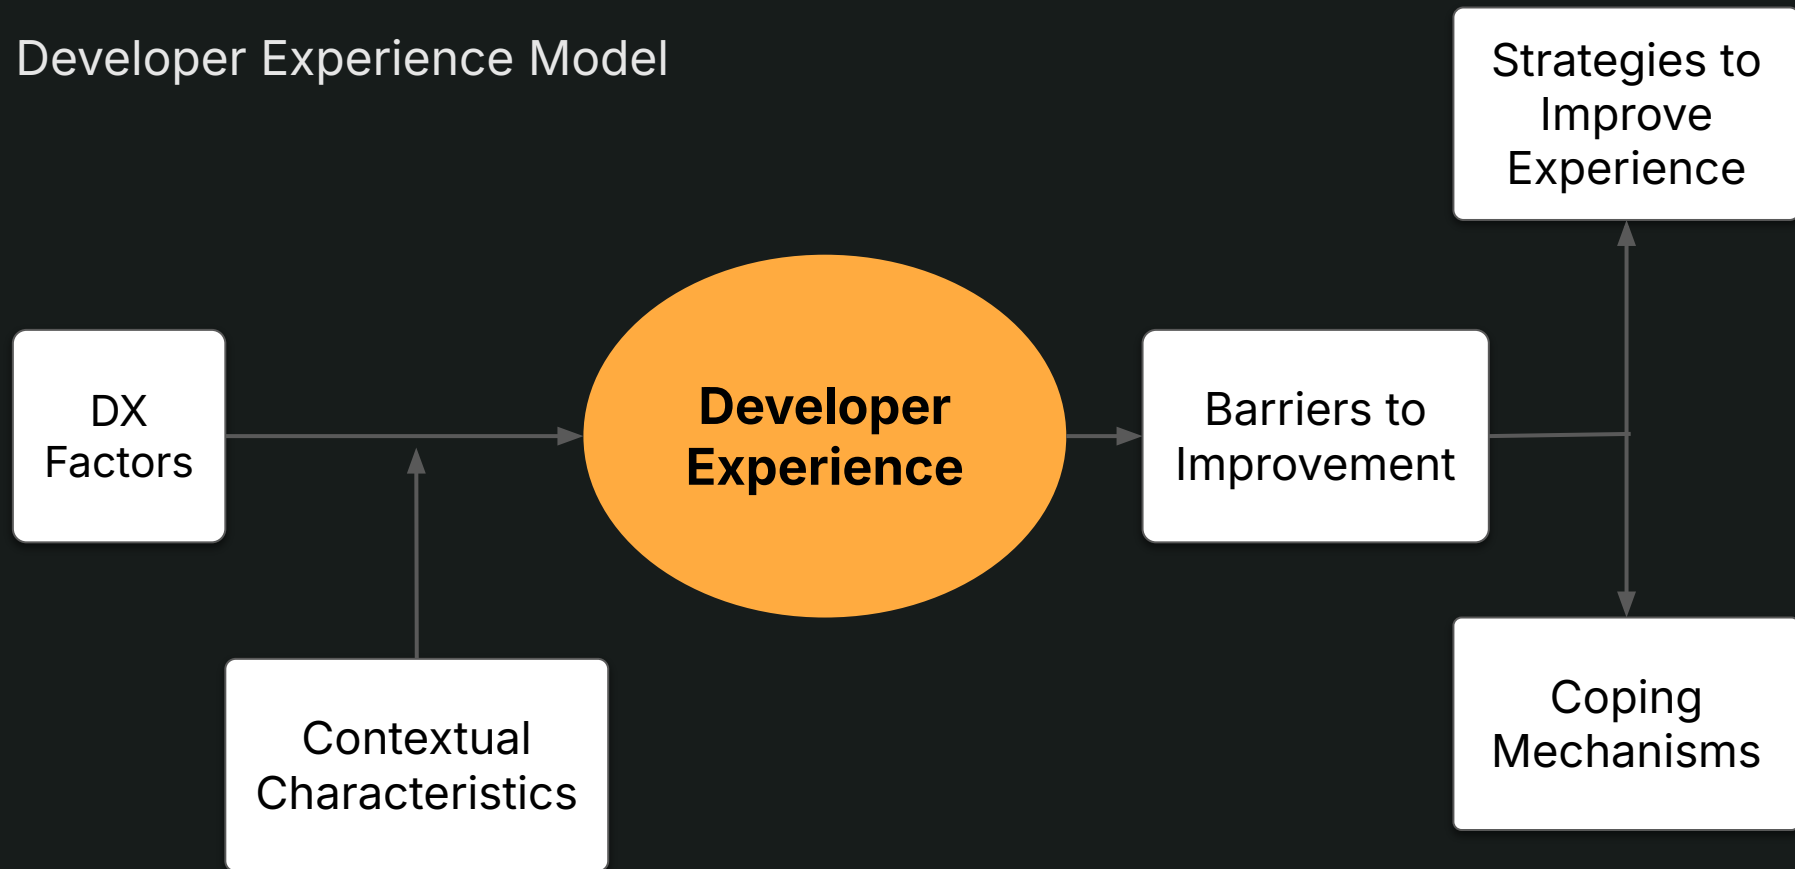 Developer Experience Model
Strategies to
Improve
Experience
DX
Factors
Developer
Experience
Barriers to
Improvement
Contextual
Characteristics
Coping
Mechanisms